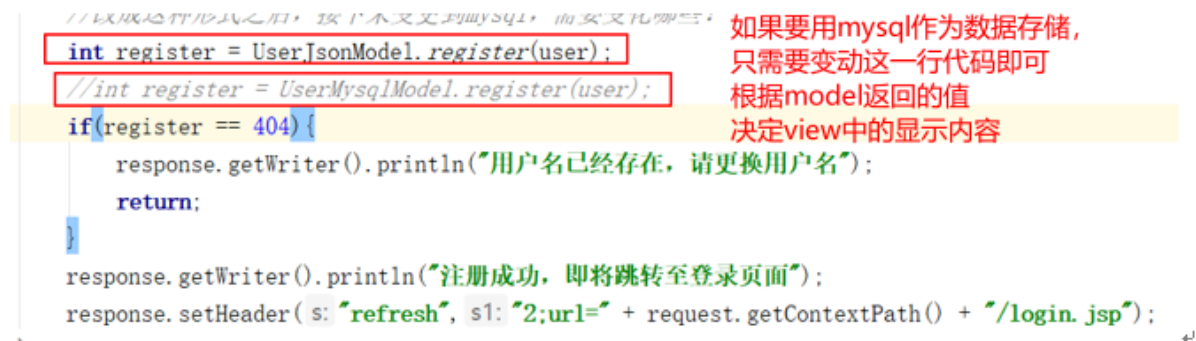 如果要用mysql作为数据存储，
int register = UserJsonModel.register(user);
只需要变动这一行代码即可
//int register = UserMysqlModel.register(user);
根据model返回的值
if(register == 404){
决定view中的显示内容
response.getWriter().println("用户名已经存在，请更换用户名");
return;
}
response.getWriter().println("注册成功，即将跳转至登录页面");
response.setHeader( s: "refresh", s1: "2;url=" + request.getContextPath() + "/login.jsp");